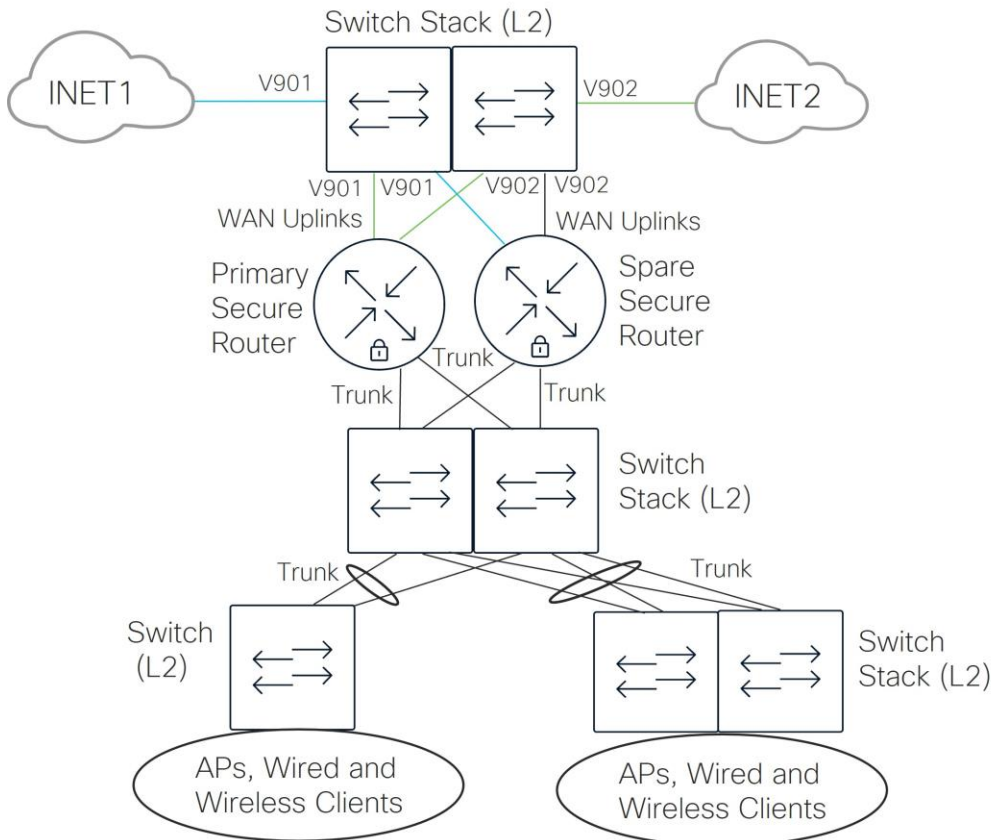 Switch Stack (L2)
INET1
V901
V902
INET2
V901 V901 V902 V902
WAN Uplinks
WAN Uplinks
Primary
Secure
Router
Spare
Secure
Router
Trunk
Trunk
Trunk
Switch
Stack (L2)
Trunk
Trunk
Switch
(L2)
Switch
Stack (L2)
APs, Wired and
Wireless Clients
APs, Wired and
Wireless Clients